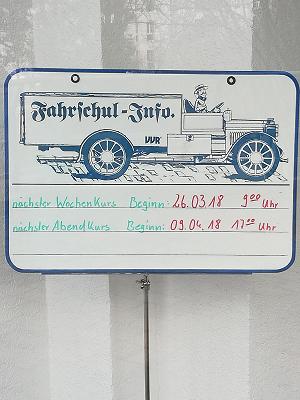 Fahrschul-Info.
VVR
nächster Wochenkurs Beginn: 26.03.18 9⁰⁰ Uhr
nächster Abendkurs Beginn: 09.04.18 17⁰⁰ Uhr